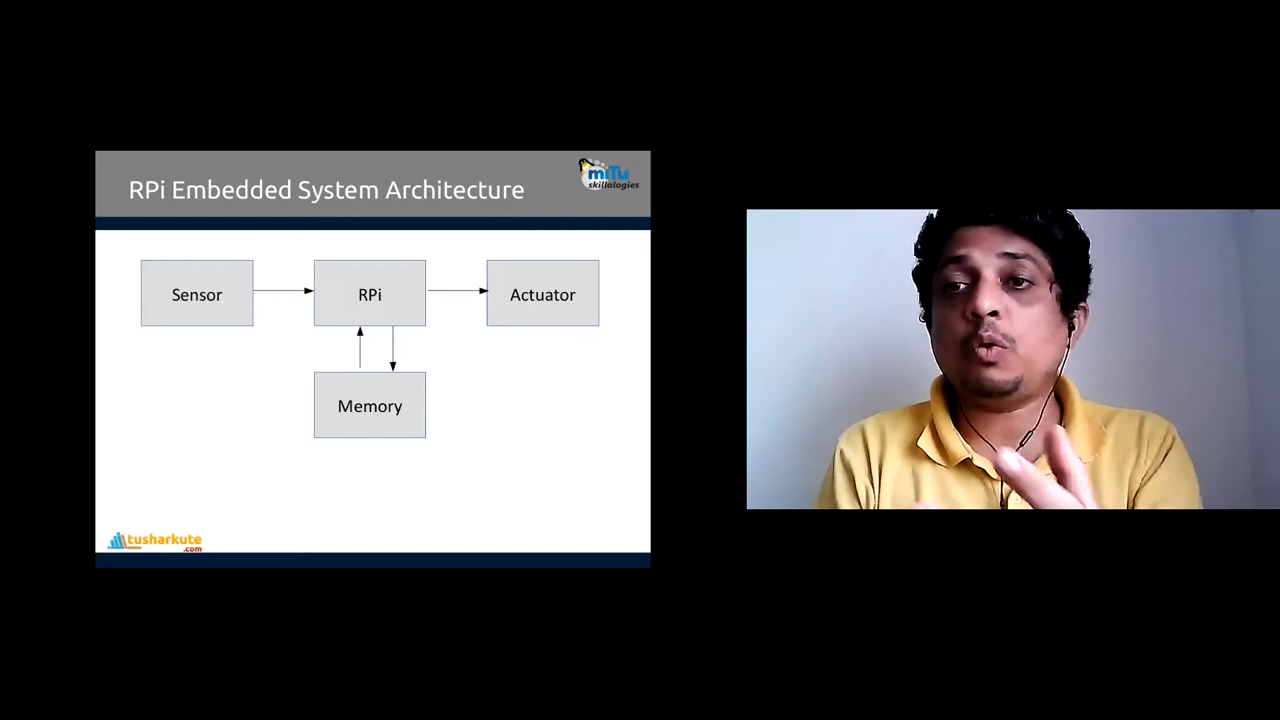 RPi Embedded System Architecture
miTu
skillologies
Sensor
RPi
Actuator
Memory
tusharkute
.com